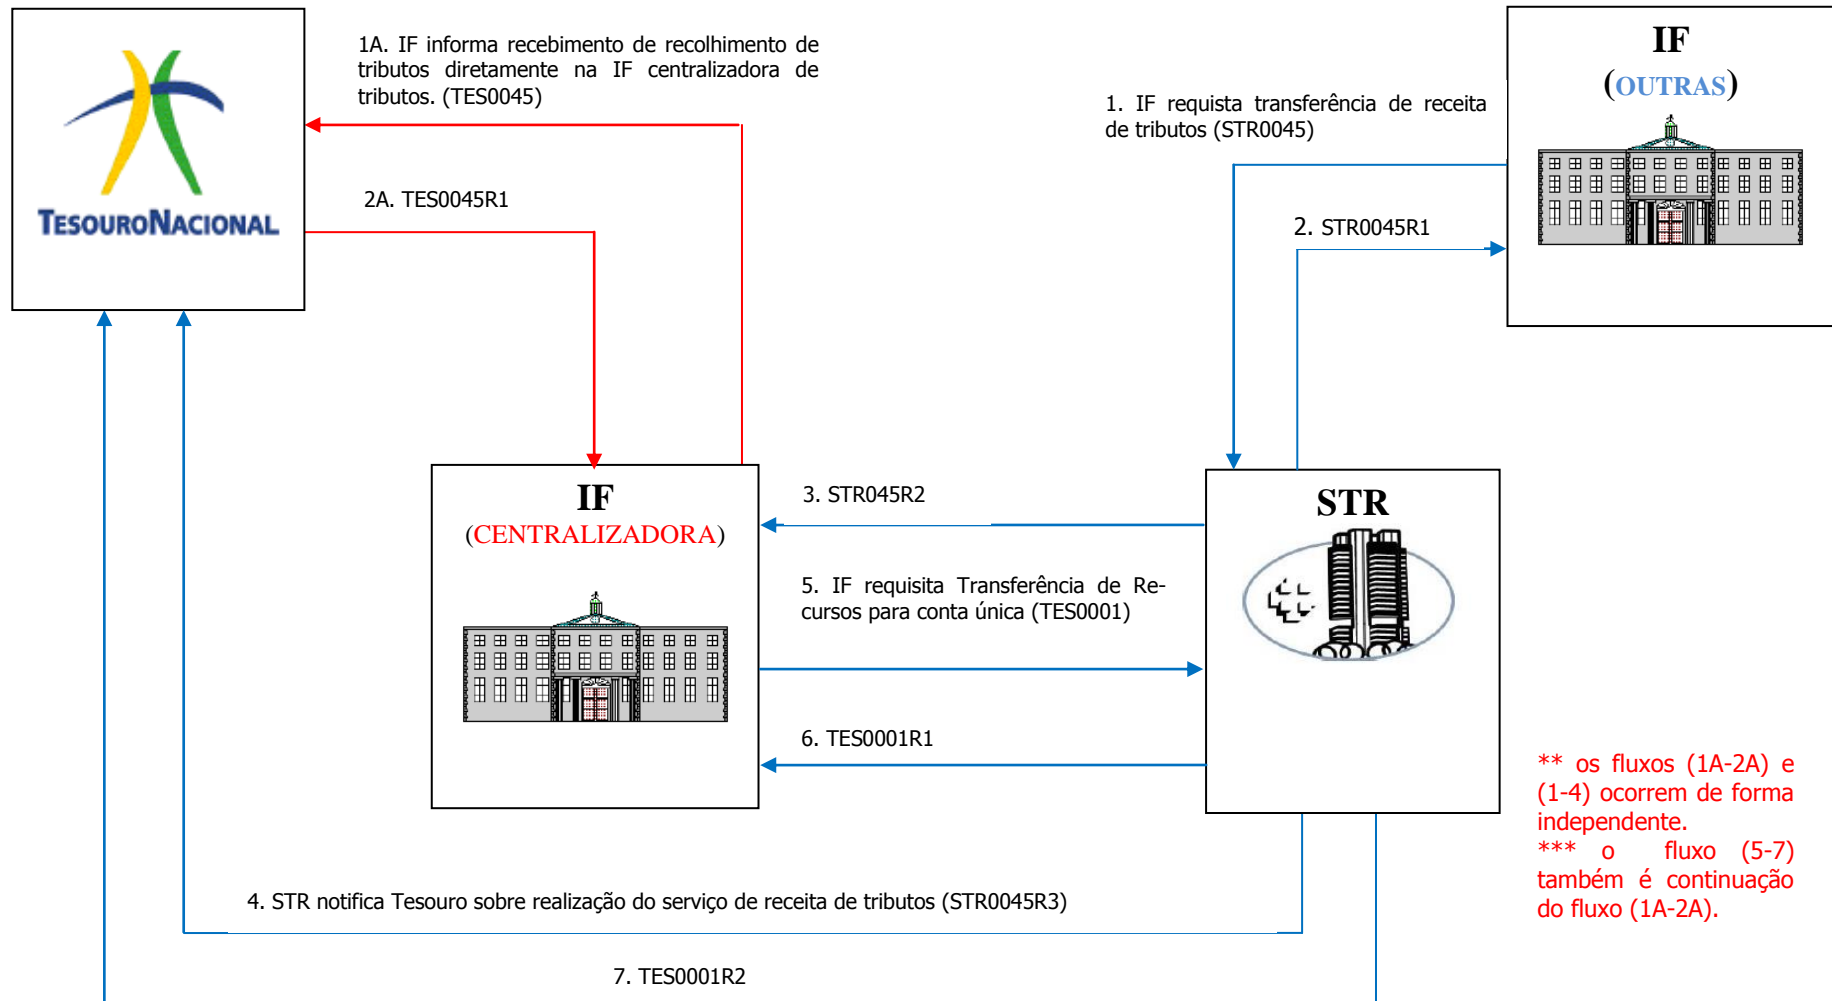 TESOURONACIONAL
1A. IF informa recebimento de recolhimento de
tributos diretamente na IF centralizadora de
tributos. (TES0045)
2A. TES0045R1
1. IF requista transferência de receita
de tributos (STR0045)
2. STR0045R1
IF
(OUTRAS)
IF
(CENTRALIZADORA)
3. STR045R2
5. IF requisita Transferência de Re-
cursos para conta única (TES0001)
6. TES0001R1
STR
** os fluxos (1A-2A) e
(1-4) ocorrem de forma
independente.
*** o fluxo (5-7)
também é continuação
do fluxo (1A-2A).
4. STR notifica Tesouro sobre realização do serviço de receita de tributos (STR0045R3)
7. TES0001R2